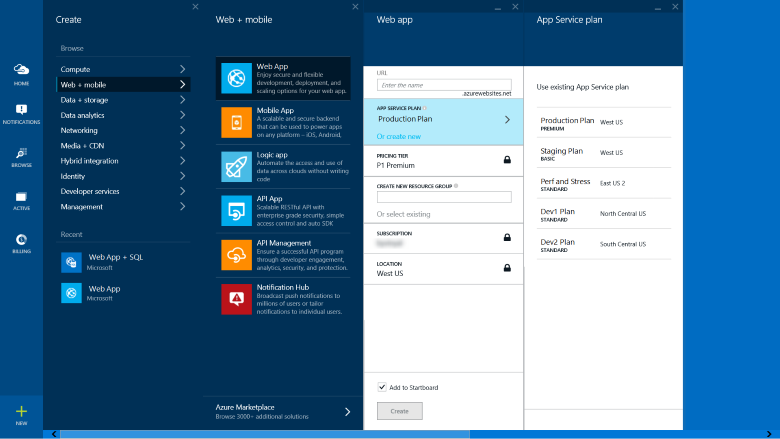 HOME
NOTIFICATIONS
BROWSE
ACTIVE
BILLING
NEW
Create
Browse
Compute
Web + mobile
Data + storage
Data analytics
Networking
Media + CDN
Hybrid integration
Identity
Developer services
Management
Recent
Web App + SQL
Microsoft
Web App
Microsoft
Web + mobile
Web App
Enjoy secure and flexible
development, deployment, and
scaling options for your web app.
Mobile App
A scalable and secure backend
that can be used to power apps
on any platform – iOS, Android.
Logic app
Automate the access and use of
data across clouds without writing
code
API App
Scalable RESTful API with
enterprise grade security, simple
access control and auto SDK
API Management
Ensure a successful API program
through developer engagement,
analytics, security, and protection.
Notification Hub
Broadcast push notifications to
millions of users or tailor
notifications to individual users.
Azure Marketplace
Browse 3000+ additional solutions
Web app
URL
Enter the name
.azurewebsites.net
APP SERVICE PLAN
Production Plan
Or create new
PRICING TIER
P1 Premium
CREATE NEW RESOURCE GROUP
Or select existing
SUBSCRIPTION
LOCATION
West US
Add to Startboard
Create
App Service plan
Use existing App Service plan
Production Plan West US
PREMIUM
Staging Plan West US
BASIC
Perf and Stress East US 2
STANDARD
Dev1 Plan North Central US
STANDARD
Dev2 Plan South Central US
STANDARD